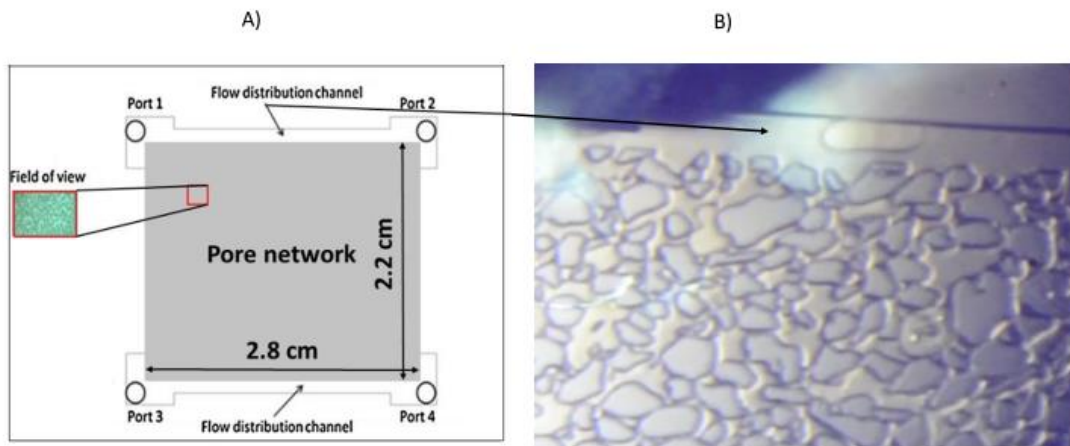 A)
B)
Port 1
Flow distribution channel
Port 2
Field of view
Pore network
2.2 cm
2.8 cm
Port 3
Flow distribution channel
Port 4